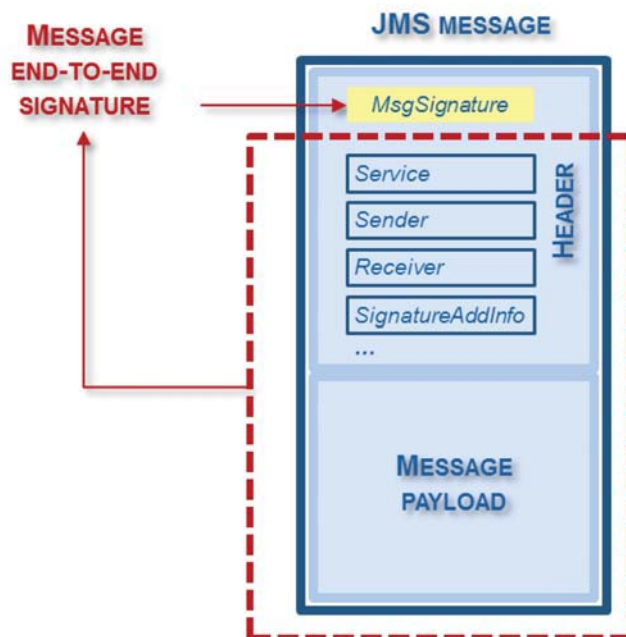 JMS MESSAGE
MESSAGE
END-TO-END
SIGNATURE
MsgSignature
Service
Sender
Receiver
SignatureAddInfo
...
HEADER
MESSAGE
PAYLOAD